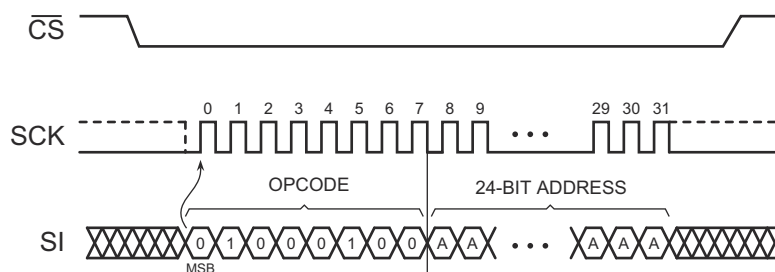 C̅S̅
0 1 2 3 4 5 6 7 8 9 29 30 31
SCK
OPCODE 24-BIT ADDRESS
SI 0 1 0 0 0 1 0 0 A A A A A
MSB